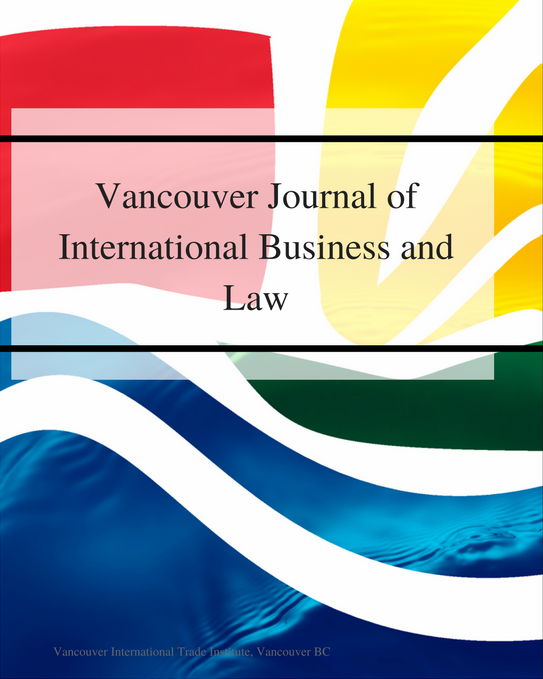 Vancouver Journal of
International Business and
Law
Vancouver International Trade Institute, Vancouver BC